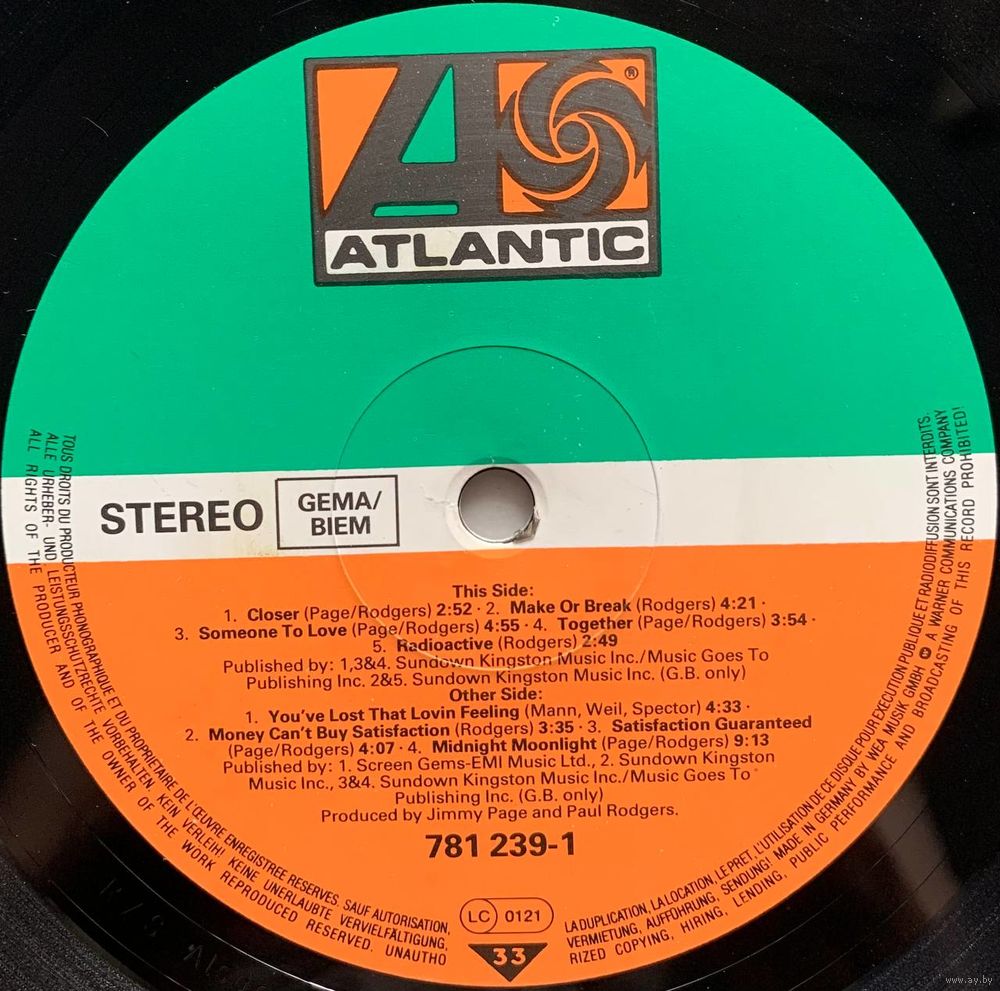 ®
ATLANTIC
STEREO
GEMA/
BIEM
This Side:
1. Closer (Page/Rodgers) 2:52 · 2. Make Or Break (Rodgers) 4:21 ·
3. Someone To Love (Page/Rodgers) 4:55 · 4. Together (Page/Rodgers) 3:54 ·
5. Radioactive (Rodgers) 2:49
Published by: 1,3&4. Sundown Kingston Music Inc./Music Goes To
Publishing Inc. 2&5. Sundown Kingston Music Inc. (G.B. only)
Other Side:
1. You've Lost That Lovin Feeling (Mann, Weil, Spector) 4:33 ·
2. Money Can't Buy Satisfaction (Rodgers) 3:35 · 3. Satisfaction Guaranteed
(Page/Rodgers) 4:07 · 4. Midnight Moonlight (Page/Rodgers) 9:13
Published by: 1. Screen Gems-EMI Music Ltd., 2. Sundown Kingston
Music Inc., 3&4. Sundown Kingston Music Inc./Music Goes To
Publishing Inc. (G.B. only)
Produced by Jimmy Page and Paul Rodgers.
781 239-1
LC 0121
33
TOUS DROITS DU PRODUCTEUR PHONOGRAPHIQUE ET DU PROPRIETAIRE DE L'ŒUVRE ENREGISTREE RESERVES. SAUF AUTORISATION, LA DUPLICATION, LA LOCATION, LE PRET, L'UTILISATION DE CE DISQUE POUR EXECUTION PUBLIQUE ET RADIODIFFUSION SONT INTERDITS.
ALLE URHEBER- UND LEISTUNGSSCHUTZRECHTE VORBEHALTEN. KEIN VERLEIH! KEINE UNERLAUBTE VERVIELFÄLTIGUNG, VERMIETUNG, AUFFÜHRUNG, SENDUNG! MADE IN GERMANY BY WEA MUSIK GMBH A WARNER COMMUNICATIONS COMPANY
ALL RIGHTS OF THE PRODUCER AND OF THE OWNER OF THE WORK REPRODUCED RESERVED. UNAUTHORIZED COPYING, HIRING, LENDING, PUBLIC PERFORMANCE AND BROADCASTING OF THIS RECORD PROHIBITED!
www.ay.by